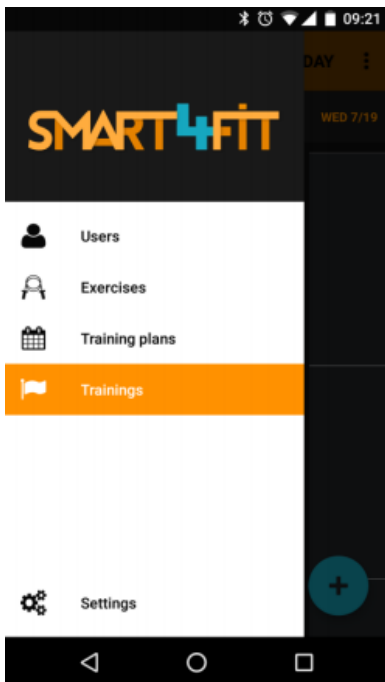 09:21
DAY
SMART4FIT
WED 7/19
Users
Exercises
Training plans
Trainings
Settings